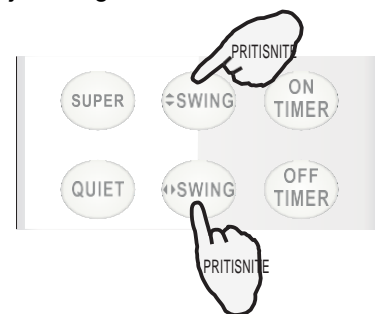 PRITISNITE
SUPER
SWING
ON
TIMER
QUIET
SWING
OFF
TIMER
PRITISNITE